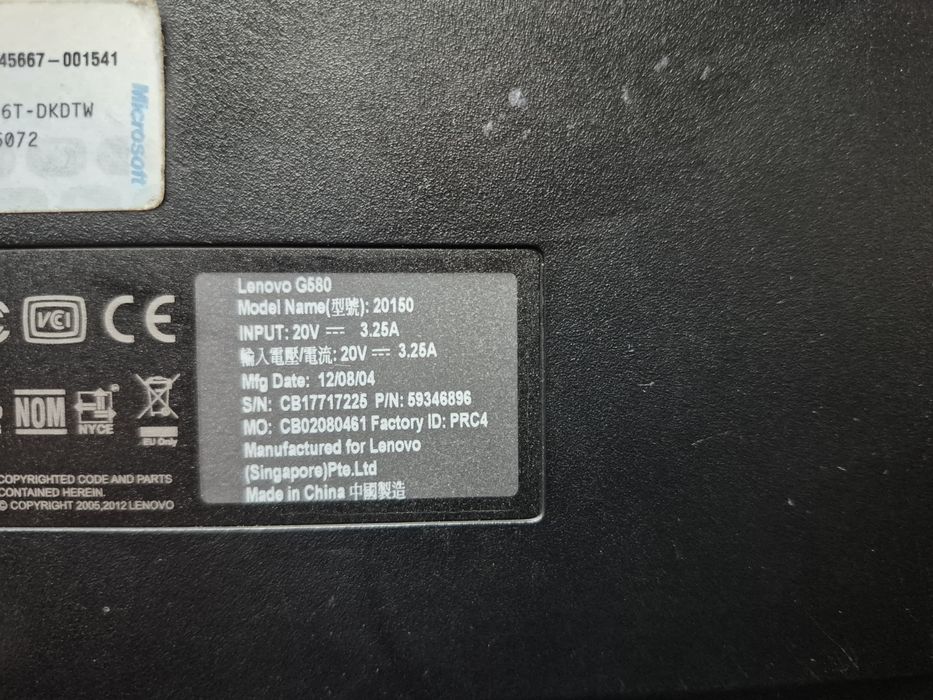 45667-001541
6T-DKDTW
5072
Microsoft
Lenovo G580
Model Name(型號): 20150
INPUT: 20V ⎓ 3.25A
輸入電壓/電流: 20V ⎓ 3.25A
Mfg Date: 12/08/04
S/N: CB17717225 P/N: 59346896
MO: CB02080461 Factory ID: PRC4
Manufactured for Lenovo
(Singapore)Pte.Ltd
Made in China 中國製造
VCI
CE
NOM
NYCE
EU Only
COPYRIGHTED CODE AND PARTS
CONTAINED HEREIN.
© COPYRIGHT 2005,2012 LENOVO